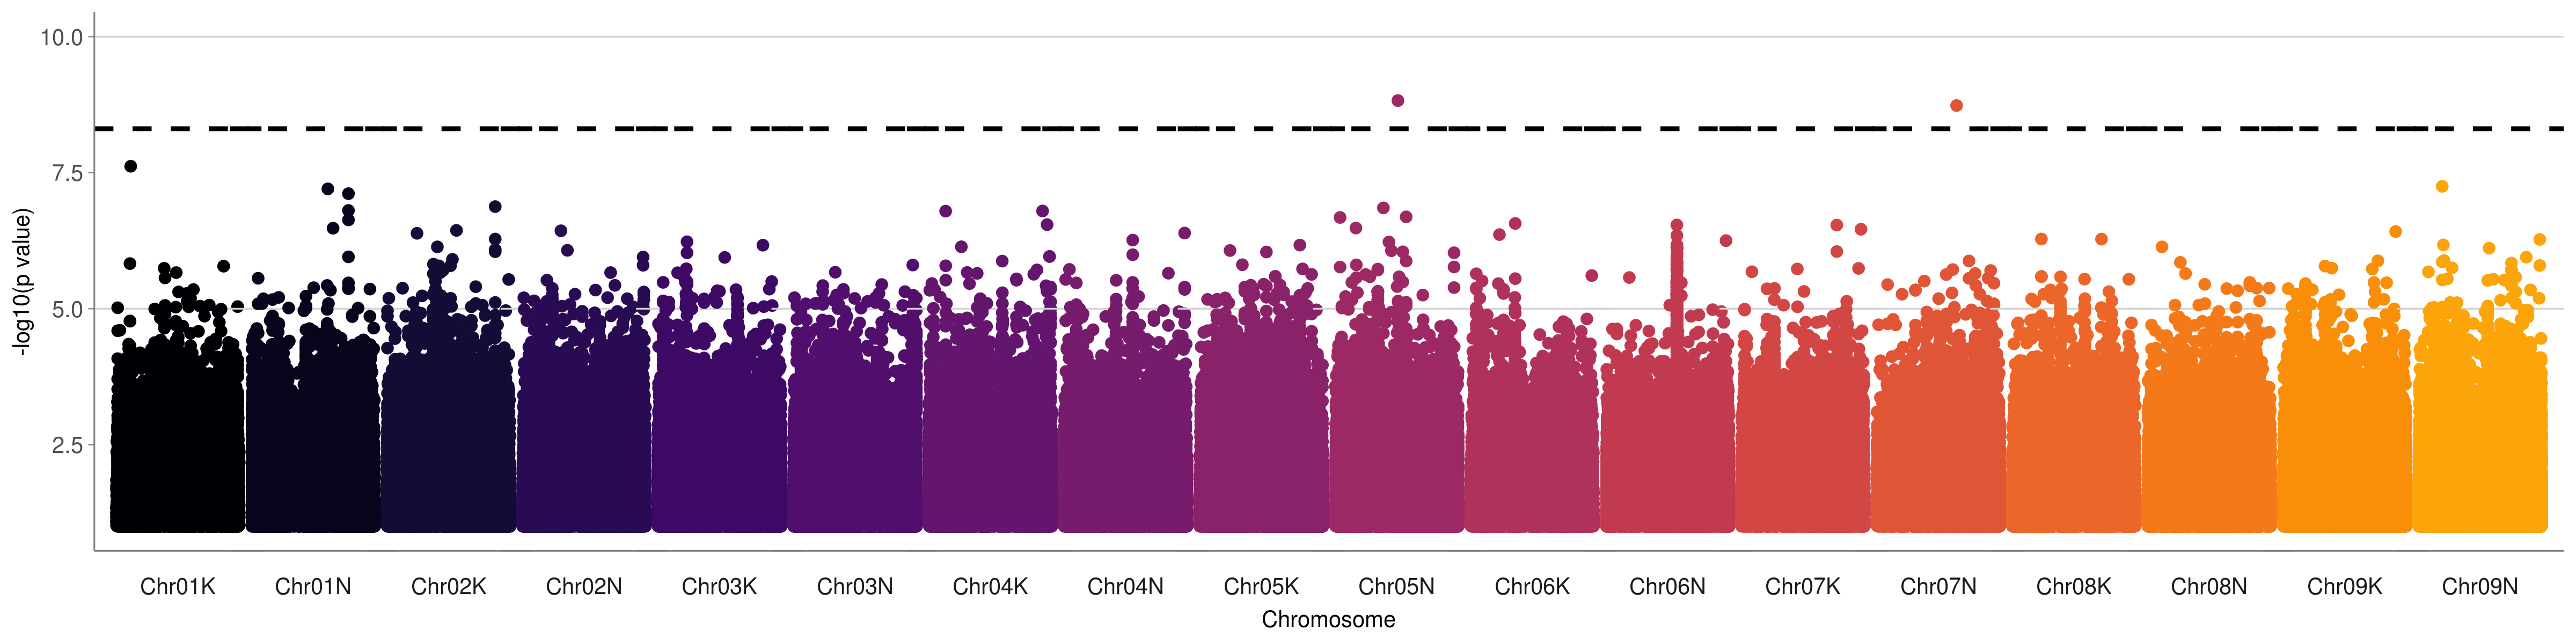 10.0
7.5
5.0
2.5
-log10(p value)
Chr01K Chr01N Chr02K Chr02N Chr03K Chr03N Chr04K Chr04N Chr05K Chr05N Chr06K Chr06N Chr07K Chr07N Chr08K Chr08N Chr09K Chr09N
Chromosome